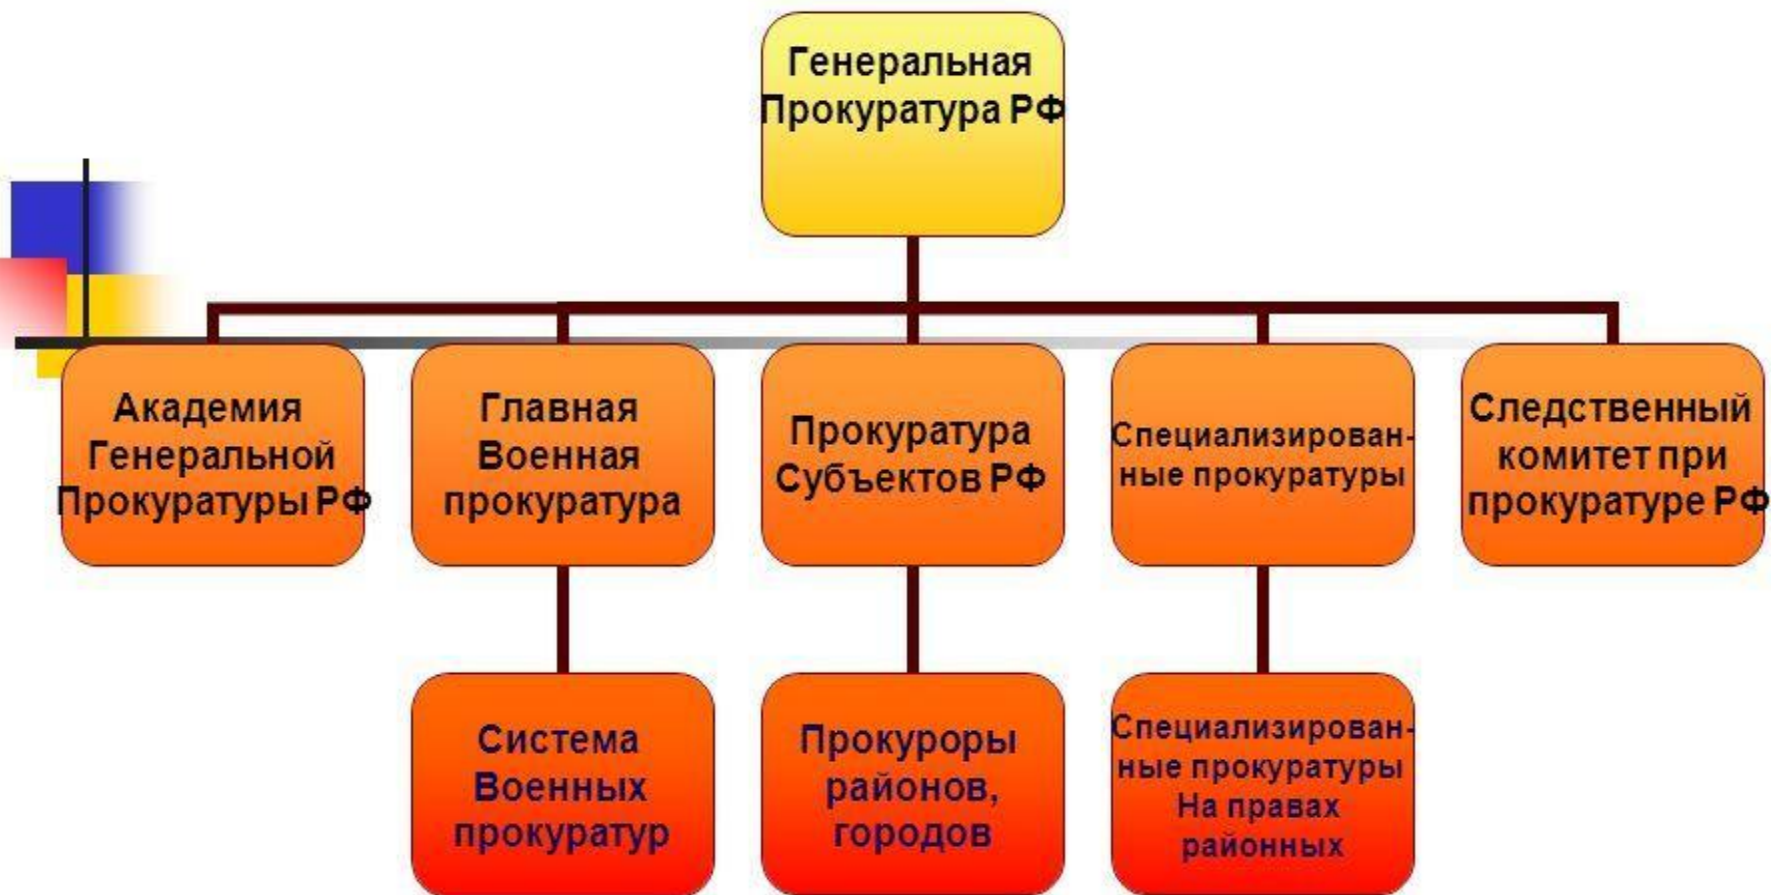 Генеральная
Прокуратура РФ
Академия
Генеральной
Прокуратуры РФ
Главная
Военная
прокуратура
Прокуратура
Субъектов РФ
Специализирован-
ные прокуратуры
Следственный
комитет при
прокуратуре РФ
Система
Военных
прокуратур
Прокуроры
районов,
городов
Специализирован-
ные прокуратуры
На правах
районных